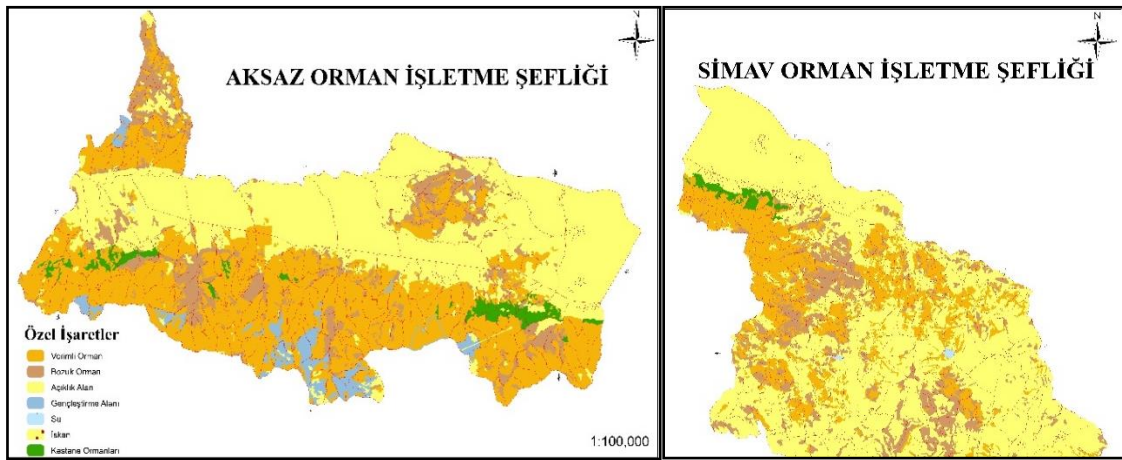 N
AKSAZ ORMAN İŞLETME ŞEFLİĞİ
Özel İşaretler
Verimli Orman
Bozuk Orman
Açıklık Alan
Gençleştirme Alanı
Su
İskan
Kestane Ormanları
1:100,000
N
SİMAV ORMAN İŞLETME ŞEFLİĞİ